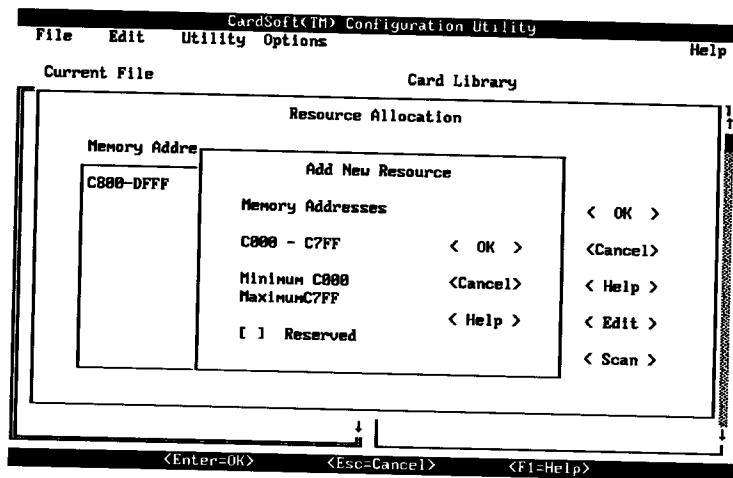 CardSoft(TM) Configuration Utility
File Edit Utility Options Help
Current File Card Library
Resource Allocation
Memory Addre
Add New Resource
C800-DFFF
Memory Addresses
< OK >
C000 - C7FF < OK >
<Cancel>
Minimum C000 <Cancel>
MaximumC7FF
< Help >
< Help >
[ ] Reserved
< Edit >
< Scan >
<Enter=OK> <Esc=Cancel> <F1=Help>